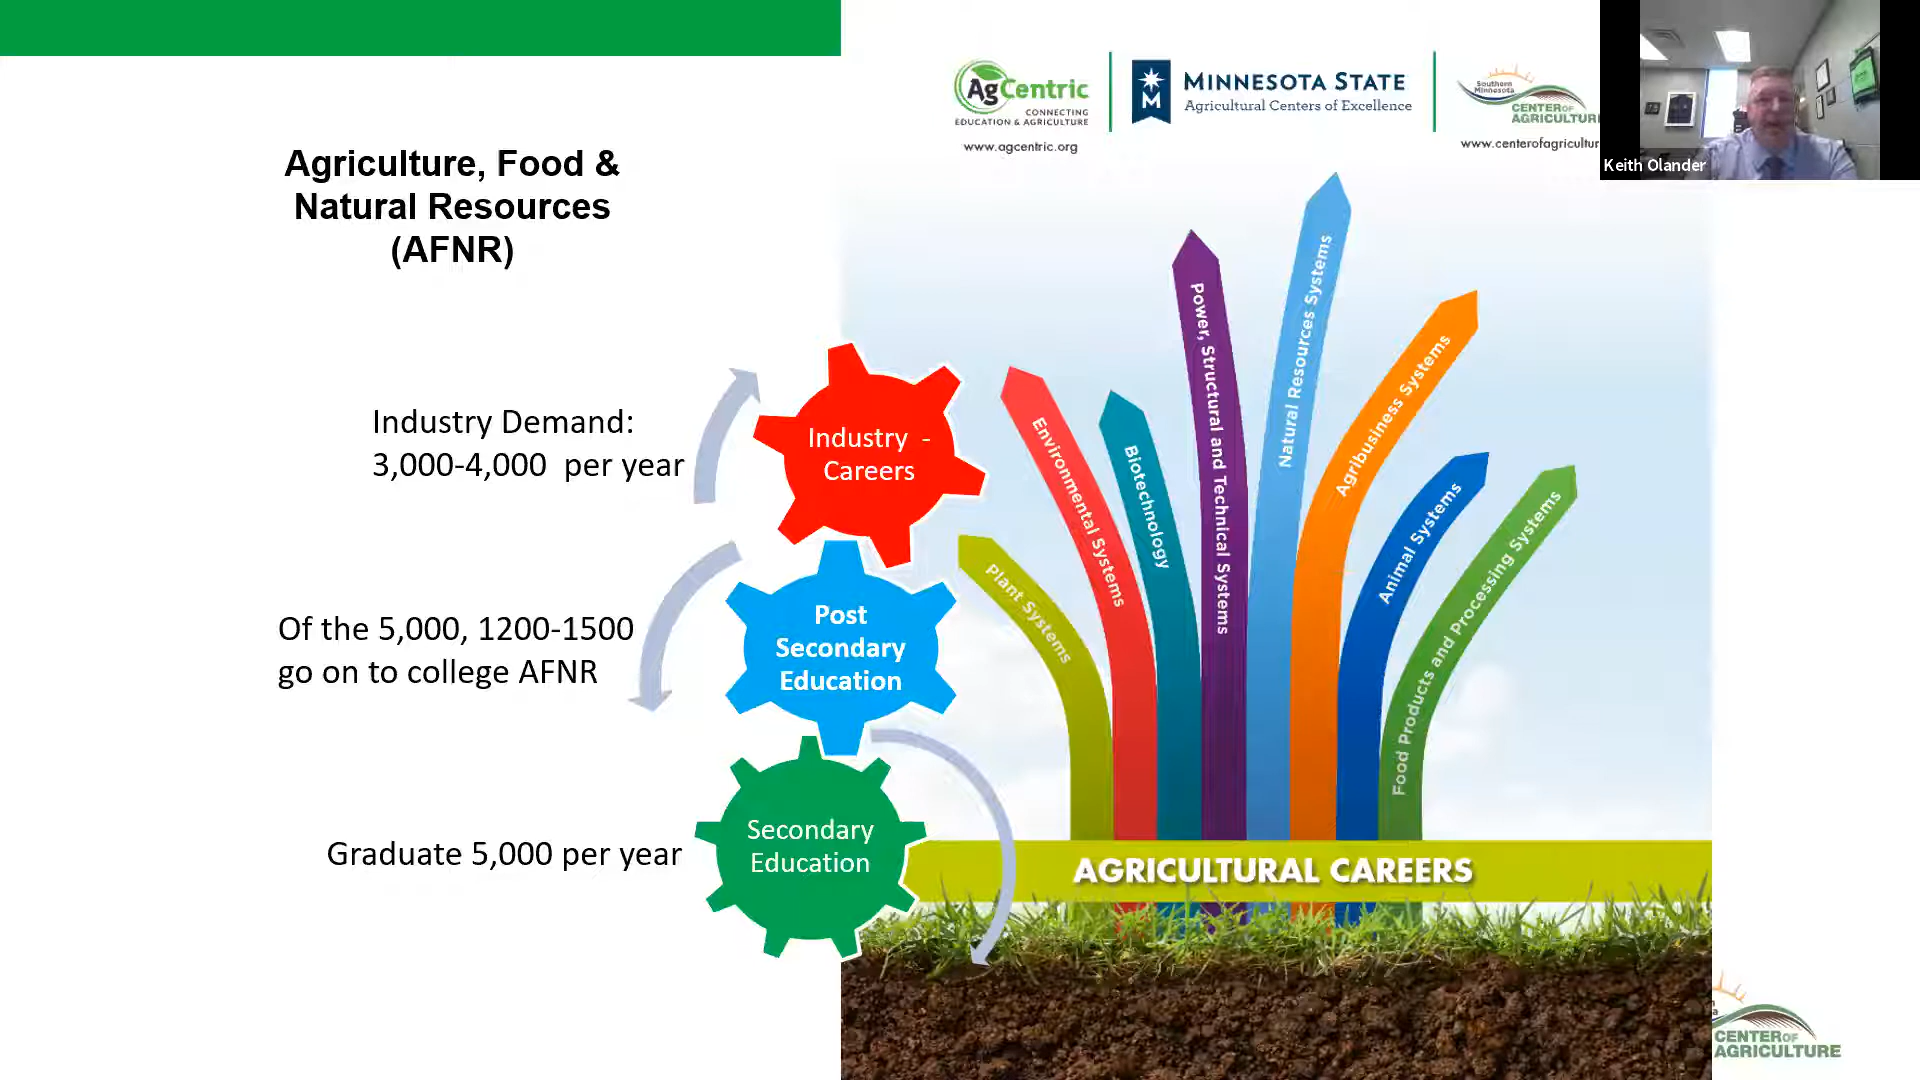 AgCentric
CONNECTING
EDUCATION & AGRICULTURE
www.agcentric.org
M
MINNESOTA STATE
Agricultural Centers of Excellence
Southern
Minnesota
CENTER OF
AGRICULTURE
www.centerofagricultur
Keith Olander
Agriculture, Food &
Natural Resources
(AFNR)
Industry Demand:
3,000-4,000 per year
Industry -
Careers
Of the 5,000, 1200-1500
go on to college AFNR
Post
Secondary
Education
Graduate 5,000 per year
Secondary
Education
Plant Systems
Environmental Systems
Biotechnology
Power, Structural and Technical Systems
Natural Resources Systems
Agribusiness Systems
Animal Systems
Food Products and Processing Systems
AGRICULTURAL CAREERS
CENTER OF
AGRICULTURE